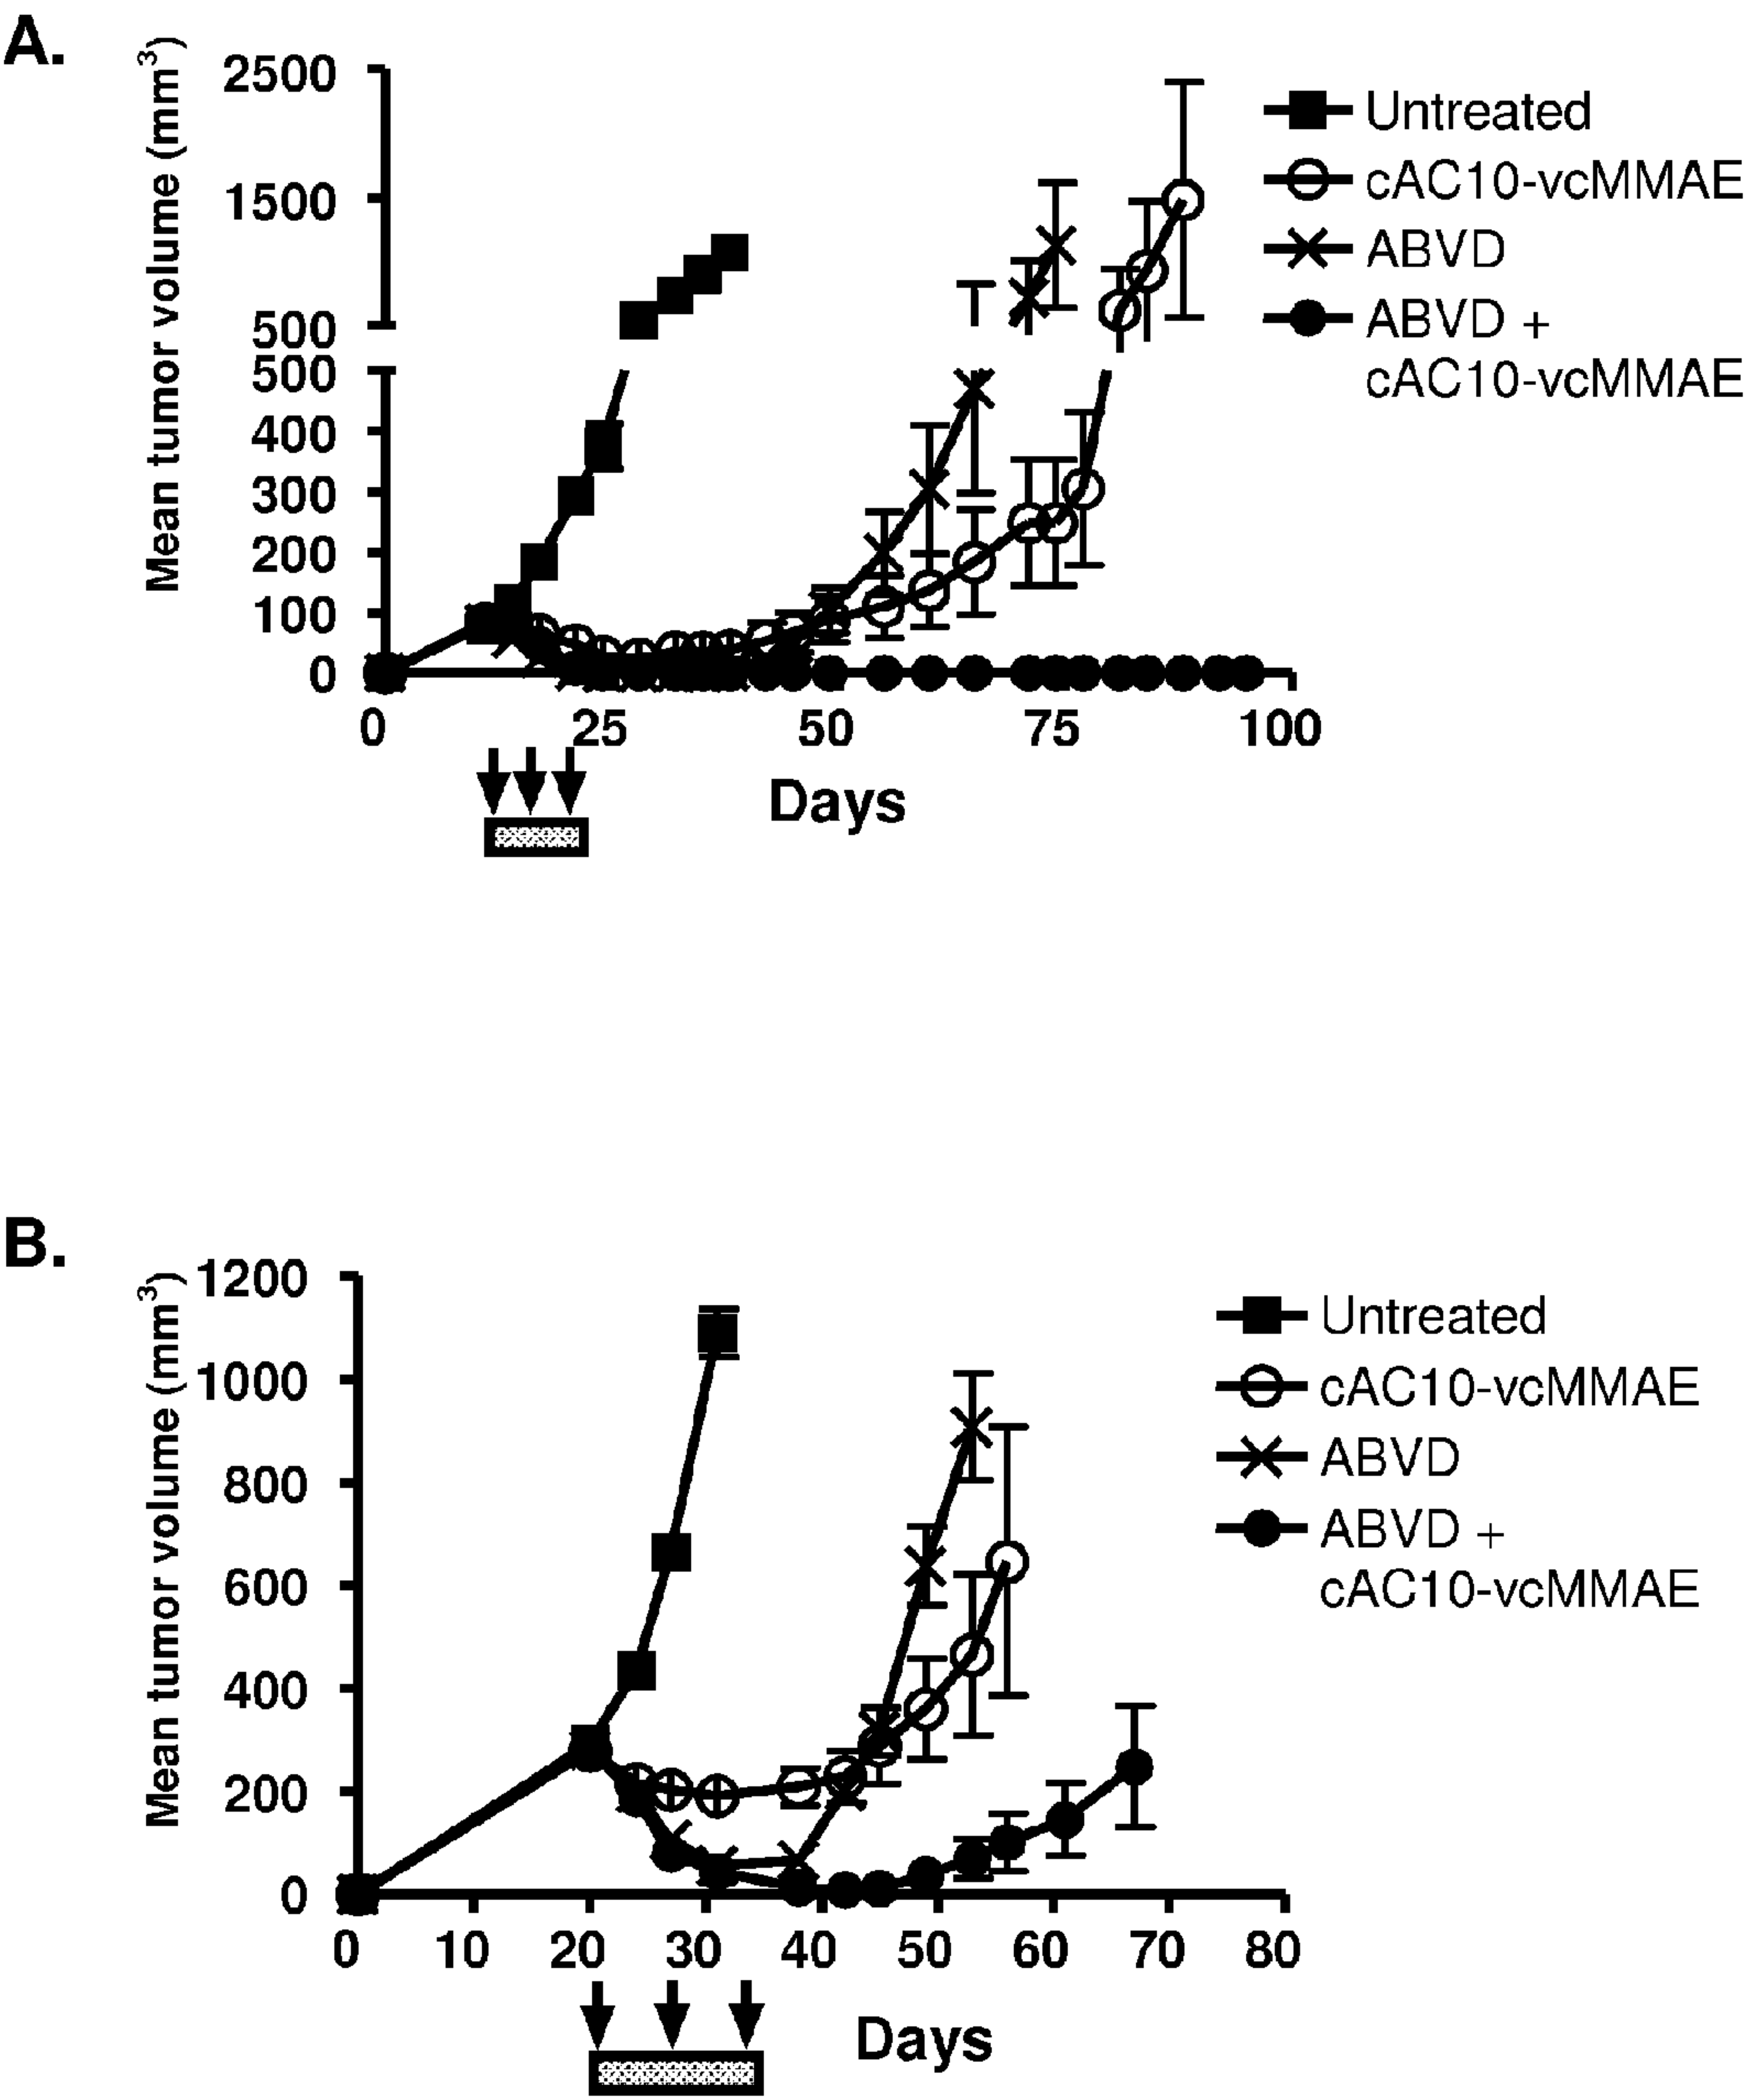 A.
Mean tumor volume (mm³)
2500
1500
500
500
400
300
200
100
0
0 25 50 75 100
Days
Untreated
cAC10-vcMMAE
ABVD
ABVD +
cAC10-vcMMAE
B.
Mean tumor volume (mm³)
1200
1000
800
600
400
200
0
0 10 20 30 40 50 60 70 80
Days
Untreated
cAC10-vcMMAE
ABVD
ABVD +
cAC10-vcMMAE